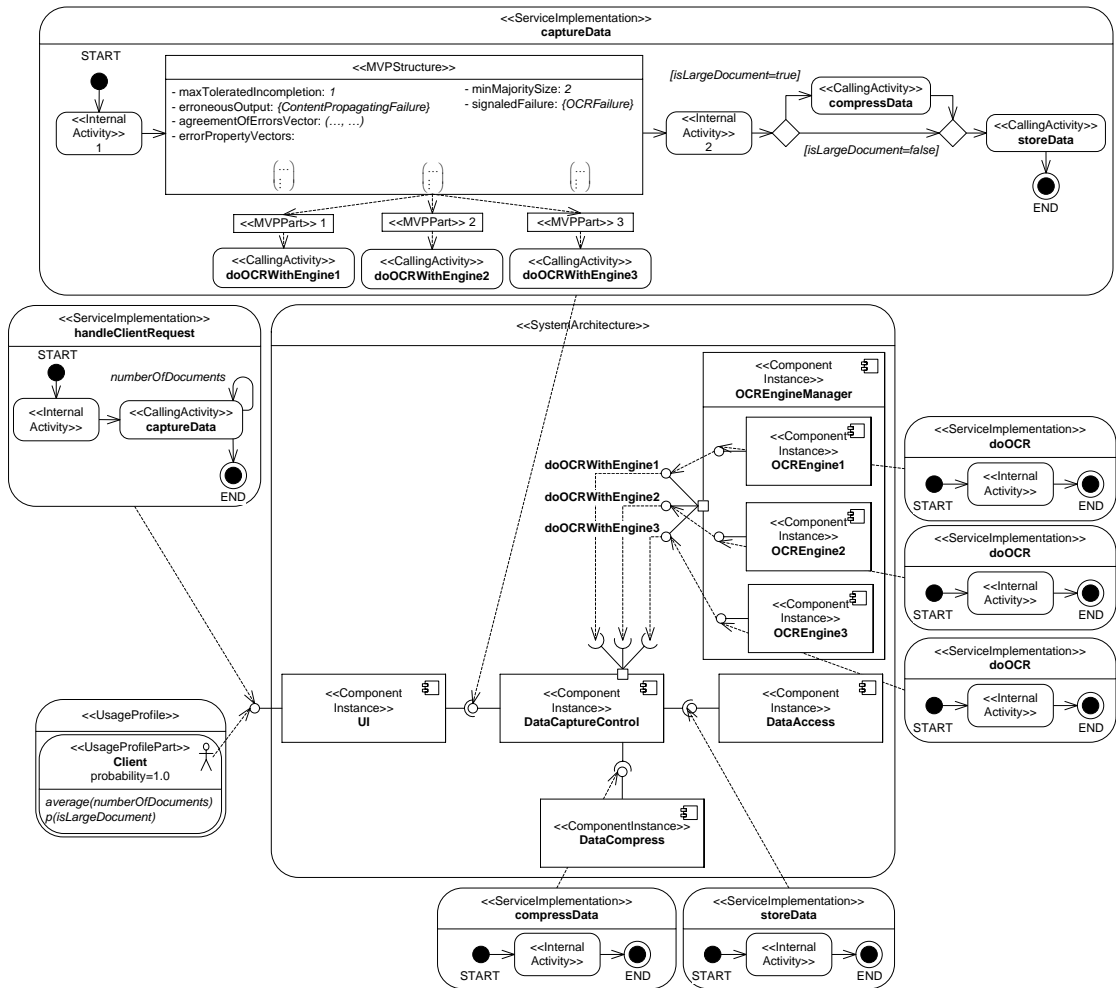 <<ServiceImplementation>>
captureData
START
<<Internal
Activity>>
1
<<MVPStructure>>
- maxToleratedIncompletion: 1
- erroneousOutput: {ContentPropagatingFailure}
- agreementOfErrorsVector: (…, …)
- errorPropertyVectors:
- minMajoritySize: 2
- signaledFailure: {OCRFailure}
(… ⋮)
(… ⋮)
(… ⋮)
<<MVPPart>> 1
<<MVPPart>> 2
<<MVPPart>> 3
<<CallingActivity>>
doOCRWithEngine1
<<CallingActivity>>
doOCRWithEngine2
<<CallingActivity>>
doOCRWithEngine3
<<Internal
Activity>>
2
[isLargeDocument=true]
<<CallingActivity>>
compressData
[isLargeDocument=false]
<<CallingActivity>>
storeData
END
<<ServiceImplementation>>
handleClientRequest
START
numberOfDocuments
<<Internal
Activity>>
<<CallingActivity>>
captureData
END
<<SystemArchitecture>>
<<Component
Instance>>
OCREngineManager
<<Component
Instance>>
OCREngine1
<<Component
Instance>>
OCREngine2
<<Component
Instance>>
OCREngine3
doOCRWithEngine1
doOCRWithEngine2
doOCRWithEngine3
<<ServiceImplementation>>
doOCR
<<Internal
Activity>>
START
END
<<ServiceImplementation>>
doOCR
<<Internal
Activity>>
START
END
<<ServiceImplementation>>
doOCR
<<Internal
Activity>>
START
END
<<Component
Instance>>
UI
<<Component
Instance>>
DataCaptureControl
<<Component
Instance>>
DataAccess
<<UsageProfile>>
<<UsageProfilePart>>
Client
probability=1.0
average(numberOfDocuments)
p(isLargeDocument)
<<ComponentInstance>>
DataCompress
<<ServiceImplementation>>
compressData
<<Internal
Activity>>
START
END
<<ServiceImplementation>>
storeData
<<Internal
Activity>>
START
END